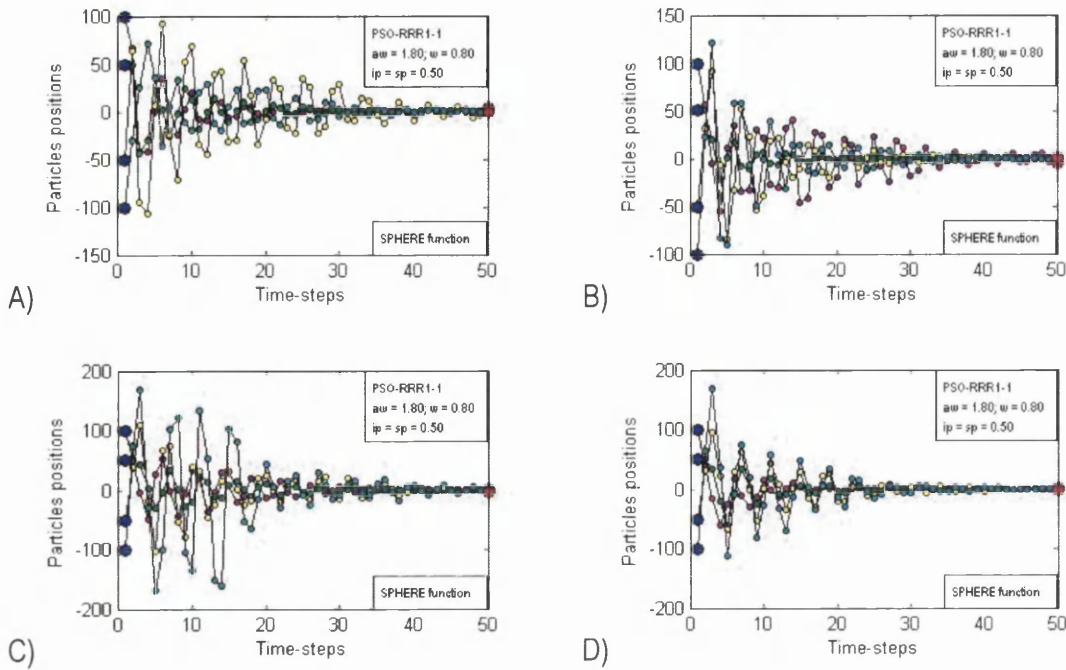 100
50
0
-50
-100
-150
Particles positions
PSO-RRR1-1
aw = 1.80; w = 0.80
ip = sp = 0.50
SPHERE function
0 10 20 30 40 50
Time-steps
A)
150
100
50
0
-50
-100
Particles positions
PSO-RRR1-1
aw = 1.80; w = 0.80
ip = sp = 0.50
SPHERE function
0 10 20 30 40 50
Time-steps
B)
200
100
0
-100
-200
Particles positions
PSO-RRR1-1
aw = 1.80; w = 0.80
ip = sp = 0.50
SPHERE function
0 10 20 30 40 50
Time-steps
C)
200
100
0
-100
-200
Particles positions
PSO-RRR1-1
aw = 1.80; w = 0.80
ip = sp = 0.50
SPHERE function
0 10 20 30 40 50
Time-steps
D)